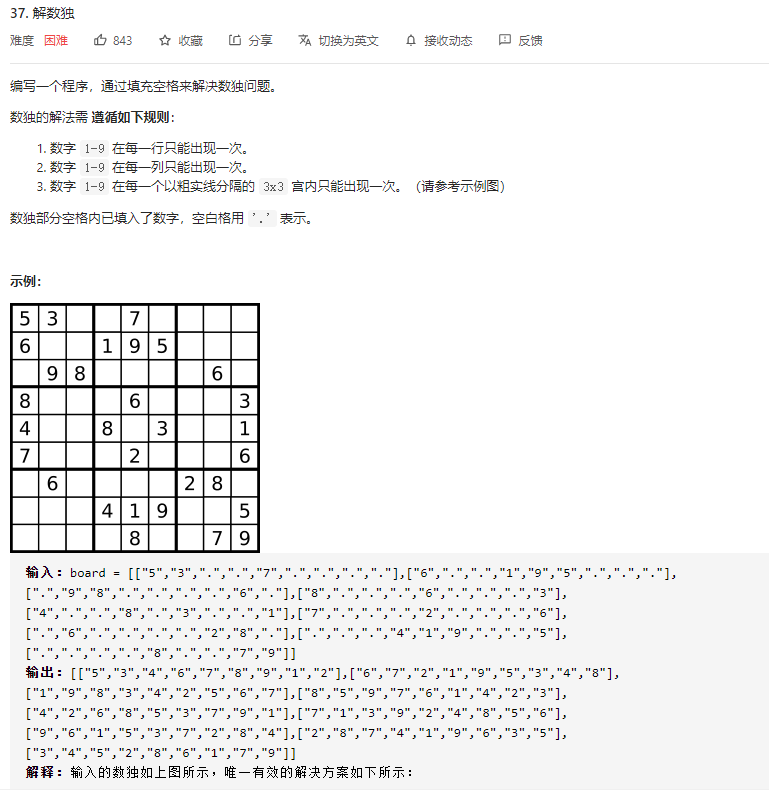 37. 解数独
难度 困难 843 收藏 分享 切换为英文 接收动态 反馈
编写一个程序，通过填充空格来解决数独问题。
数独的解法需 遵循如下规则：
1. 数字 1-9 在每一行只能出现一次。
2. 数字 1-9 在每一列只能出现一次。
3. 数字 1-9 在每一个以粗实线分隔的 3x3 宫内只能出现一次。（请参考示例图）
数独部分空格内已填入了数字，空白格用 '.' 表示。
示例：
5 3 7
6 1 9 5
9 8 6
8 6 3
4 8 3 1
7 2 6
6 2 8
4 1 9 5
8 7 9
输入：board = [["5","3",".",".","7",".",".",".","."],["6",".",".","1","9","5",".",".","."],
[".","9","8",".",".",".",".","6","."],["8",".",".",".","6",".",".",".","3"],
["4",".",".","8",".","3",".",".","1"],["7",".",".",".","2",".",".",".","6"],
[".","6",".",".",".",".","2","8","."],[".",".",".","4","1","9",".",".","5"],
[".",".",".",".","8",".",".","7","9"]]
输出：[["5","3","4","6","7","8","9","1","2"],["6","7","2","1","9","5","3","4","8"],
["1","9","8","3","4","2","5","6","7"],["8","5","9","7","6","1","4","2","3"],
["4","2","6","8","5","3","7","9","1"],["7","1","3","9","2","4","8","5","6"],
["9","6","1","5","3","7","2","8","4"],["2","8","7","4","1","9","6","3","5"],
["3","4","5","2","8","6","1","7","9"]]
解释：输入的数独如上图所示，唯一有效的解决方案如下所示：